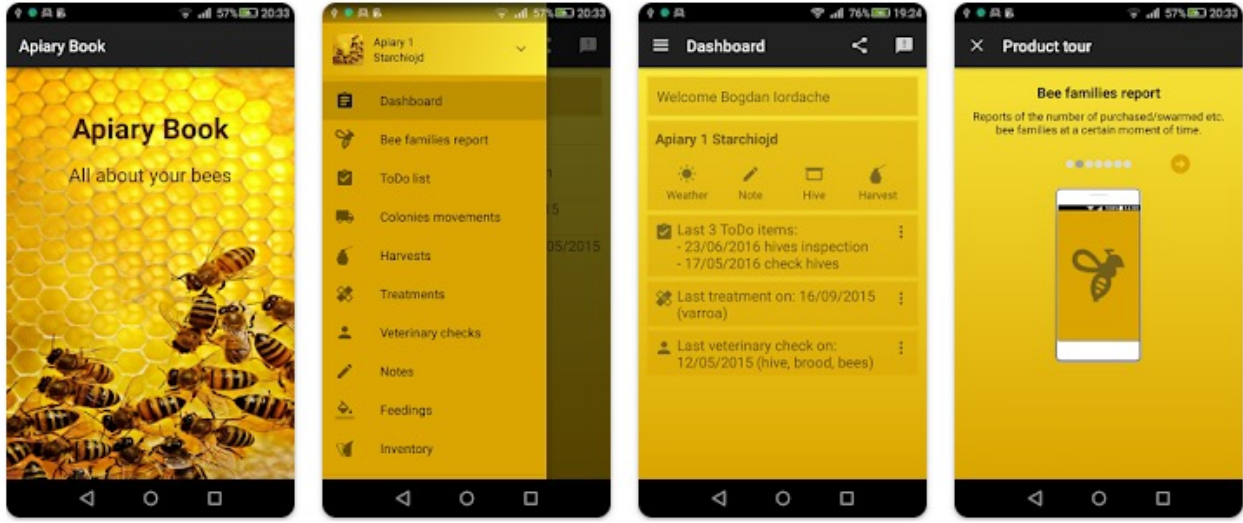 57% 20:33
Apiary Book
Apiary Book
All about your bees
57% 20:33
Apiary 1
Starchiojd
Dashboard
Bee families report
ToDo list
Colonies movements
Harvests
Treatments
Veterinary checks
Notes
Feedings
Inventory
15
05/2015
76% 19:24
Dashboard
Welcome Bogdan Iordache
Apiary 1 Starchiojd
Weather Note Hive Harvest
Last 3 ToDo items:
- 23/06/2016 hives inspection
- 17/05/2016 check hives
Last treatment on: 16/09/2015
(varroa)
Last veterinary check on:
12/05/2015 (hive, brood, bees)
57% 20:33
Product tour
Bee families report
Reports of the number of purchased/swarmed etc.
bee families at a certain moment of time.